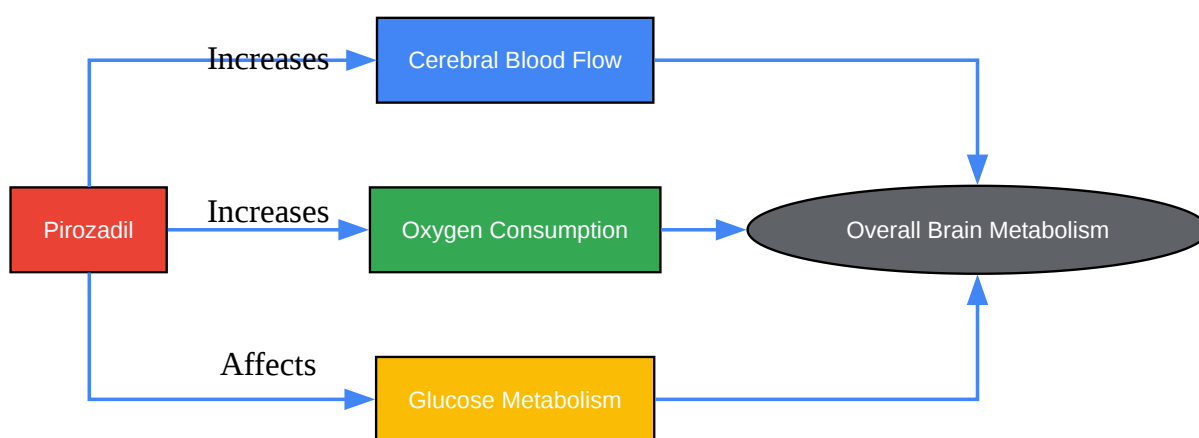 Increases
Cerebral Blood Flow
Pirozadil
Increases
Oxygen Consumption
Overall Brain Metabolism
Affects
Glucose Metabolism